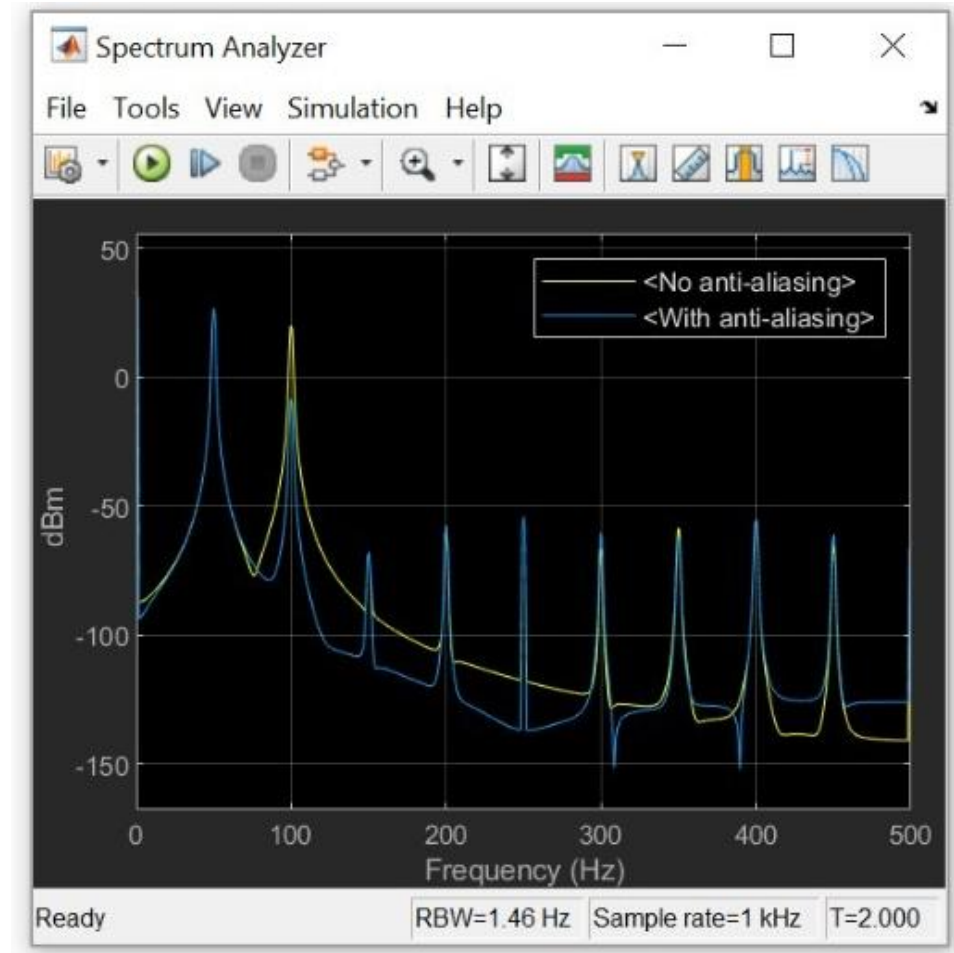 Spectrum Analyzer
File Tools View Simulation Help
50
<No anti-aliasing>
<With anti-aliasing>
0
-50
dBm
-100
-150
0 100 200 300 400 500
Frequency (Hz)
Ready RBW=1.46 Hz Sample rate=1 kHz T=2.000